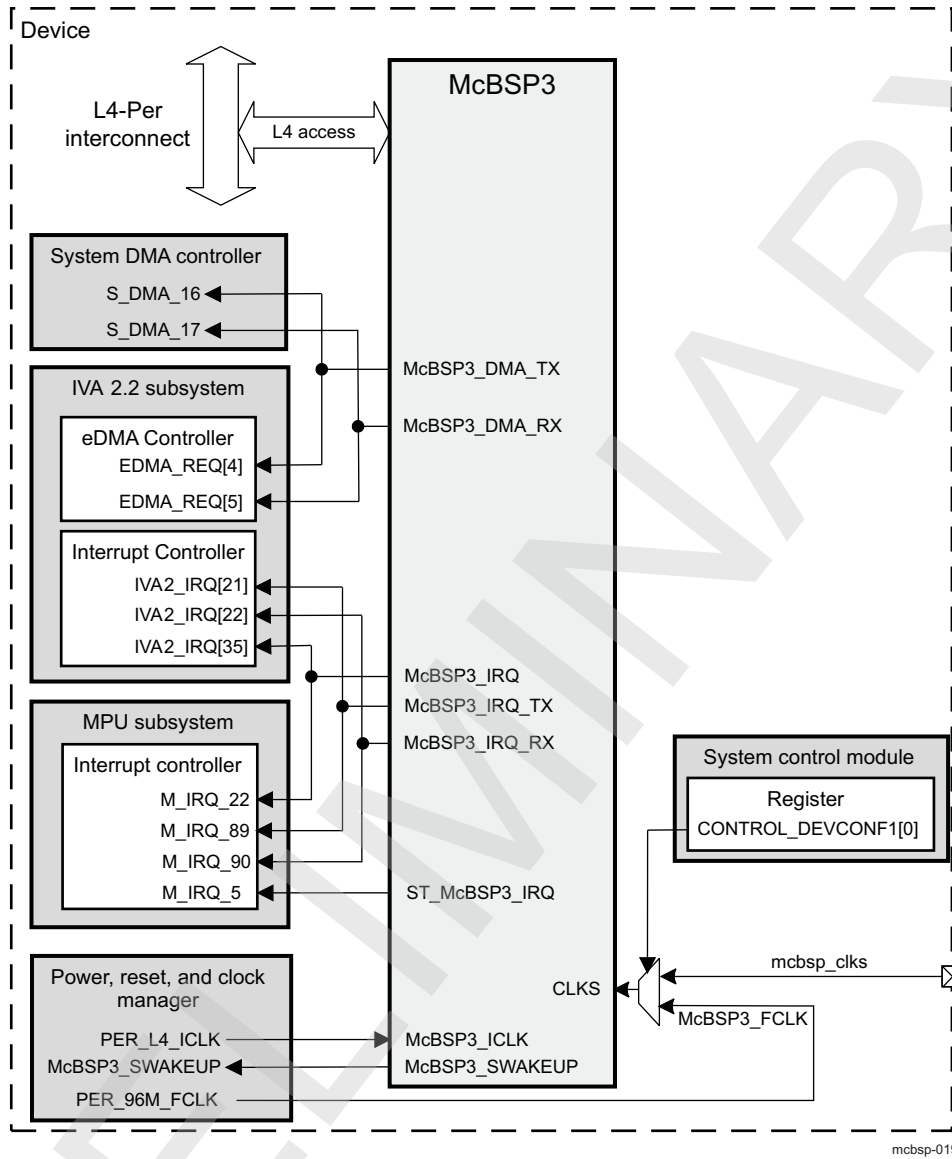 Device
McBSP3
L4-Per
interconnect
L4 access
System DMA controller
S_DMA_16
S_DMA_17
McBSP3_DMA_TX
IVA 2.2 subsystem
McBSP3_DMA_RX
eDMA Controller
EDMA_REQ[4]
EDMA_REQ[5]
Interrupt Controller
IVA2_IRQ[21]
IVA2_IRQ[22]
IVA2_IRQ[35]
McBSP3_IRQ
McBSP3_IRQ_TX
McBSP3_IRQ_RX
MPU subsystem
Interrupt controller
M_IRQ_22
M_IRQ_89
M_IRQ_90
M_IRQ_5
ST_McBSP3_IRQ
System control module
Register
CONTROL_DEVCONF1[0]
mcbsp_clks
CLKS
McBSP3_FCLK
Power, reset, and clock
manager
PER_L4_ICLK
McBSP3_ICLK
McBSP3_SWAKEUP
McBSP3_SWAKEUP
PER_96M_FCLK
mcbsp-019
ELIMINARY